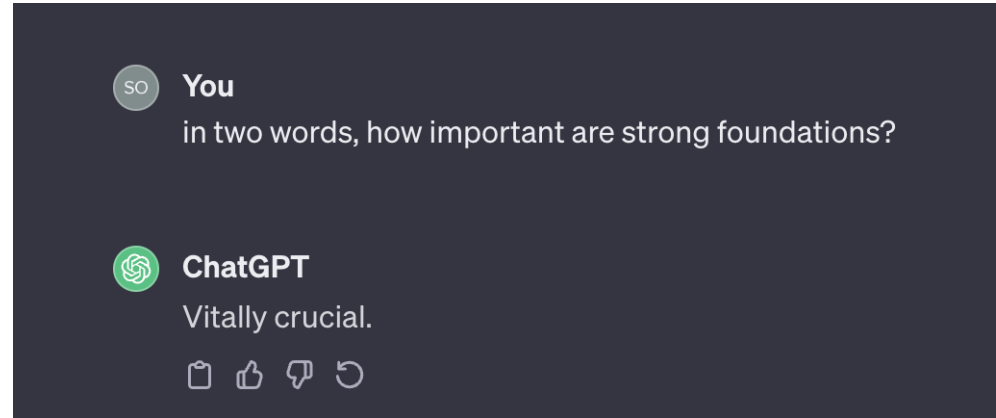 SO
You
in two words, how important are strong foundations?
ChatGPT
Vitally crucial.